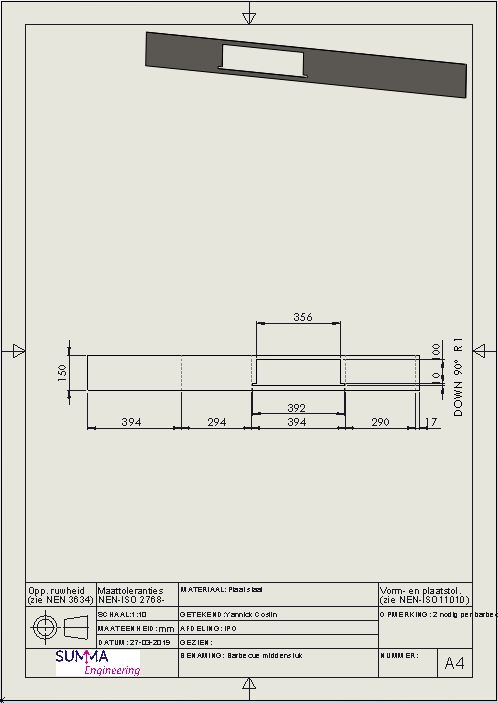 356
100
150
10
DOWN 90° R 1
392
394
294
394
290
17
Opp. ruwheid
(zie NEN 3634)
Maattoleranties
NEN-ISO 2768-
MATERIAAL: Plaatstaal
Vorm- en plaatstol.
(zie NEN-ISO11010)
SCHAAL:1:10
GETEKEND:Yannick Coslin
OPMERKING: 2 nodig per barbec
MAATEENHEID: mm
AFDELING: IPO
DATUM: 27-03-2019
GEZIEN:
SUMMA
Engineering
BENAMING: Barbecue middenstuk
NUMMER:
A4